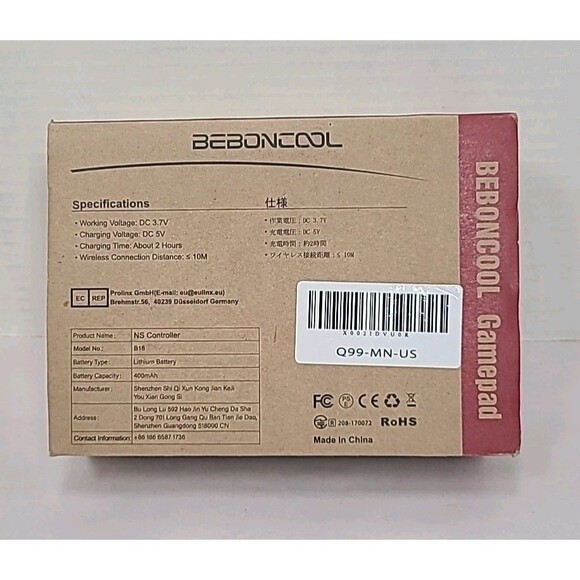 BEBONCOOL
Specifications
• Working Voltage: DC 3.7V
• Charging Voltage: DC 5V
• Charging Time: About 2 Hours
• Wireless Connection Distance: ≤ 10M
仕様
• 作業電圧: DC 3.7V
• 充電電圧: DC 5V
• 充電時間: 約2時間
• ワイヤレス接続距離: ≤ 10M
EC REP
Prolinx GmbH(E-mail: eu@eulinx.eu)
Brehmstr.56, 40239 Düsseldorf Germany
Product Name: NS Controller
Model No.: B18
Battery Type: Lithium Battery
Battery Capacity: 400mAh
Manufacturer: Shenzhen Shi Qi Xun Kong Jian Keji
You Xian Gong Si
Address: Bu Long Lu 592 Hao Jin Yu Cheng Da Sha
2 Dong 701 Long Gang Qu Ban Tian Jie Dao,
Shenzhen Guangdong 518000 CN
Contact Information: +86 186 6587 1736
X0021DVU0R
Q99-MN-US
FC PS E CE RoHS
R 208-170072
Made In China
BEBONCOOL Gamepad